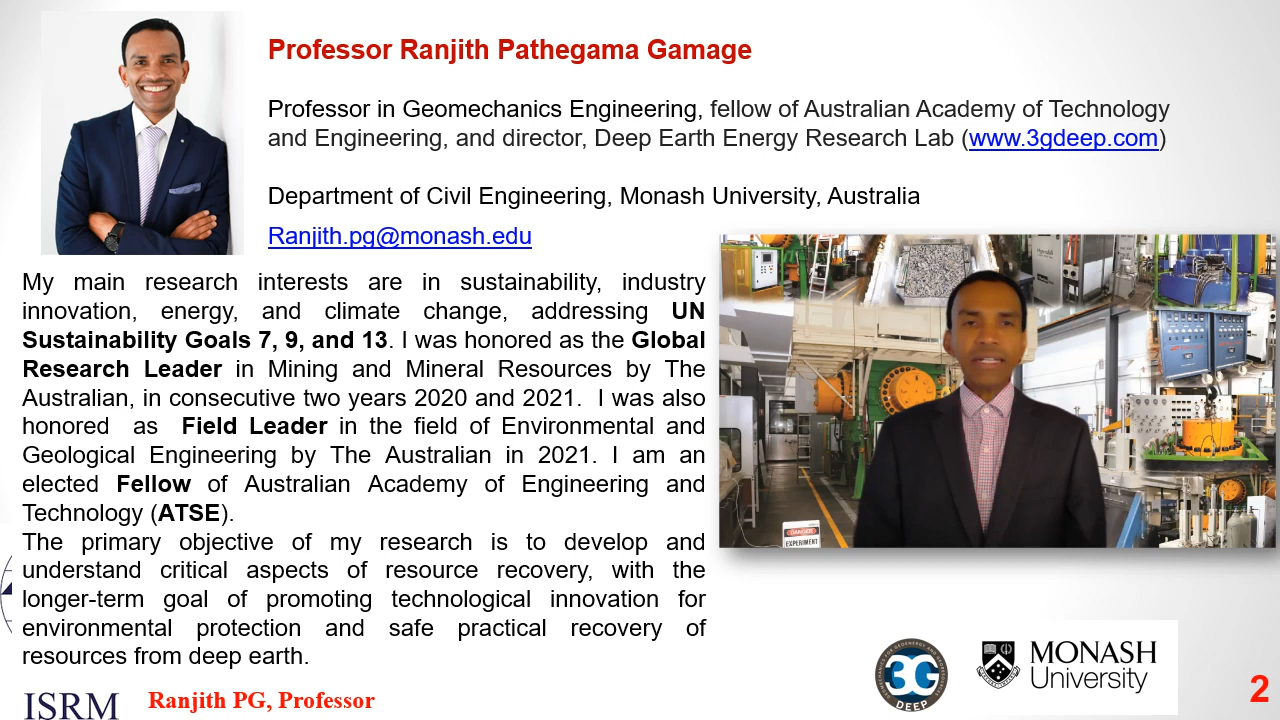 Professor Ranjith Pathegama Gamage
Professor in Geomechanics Engineering, fellow of Australian Academy of Technology
and Engineering, and director, Deep Earth Energy Research Lab (www.3gdeep.com)
Department of Civil Engineering, Monash University, Australia
Ranjith.pg@monash.edu
My main research interests are in sustainability, industry
innovation, energy, and climate change, addressing UN
Sustainability Goals 7, 9, and 13. I was honored as the Global
Research Leader in Mining and Mineral Resources by The
Australian, in consecutive two years 2020 and 2021. I was also
honored as Field Leader in the field of Environmental and
Geological Engineering by The Australian in 2021. I am an
elected Fellow of Australian Academy of Engineering and
Technology (ATSE).
The primary objective of my research is to develop and
understand critical aspects of resource recovery, with the
longer-term goal of promoting technological innovation for
environmental protection and safe practical recovery of
resources from deep earth.
DANGER
EXPERIMENT
3G
DEEP
MONASH
University
ISRM
Ranjith PG, Professor
2